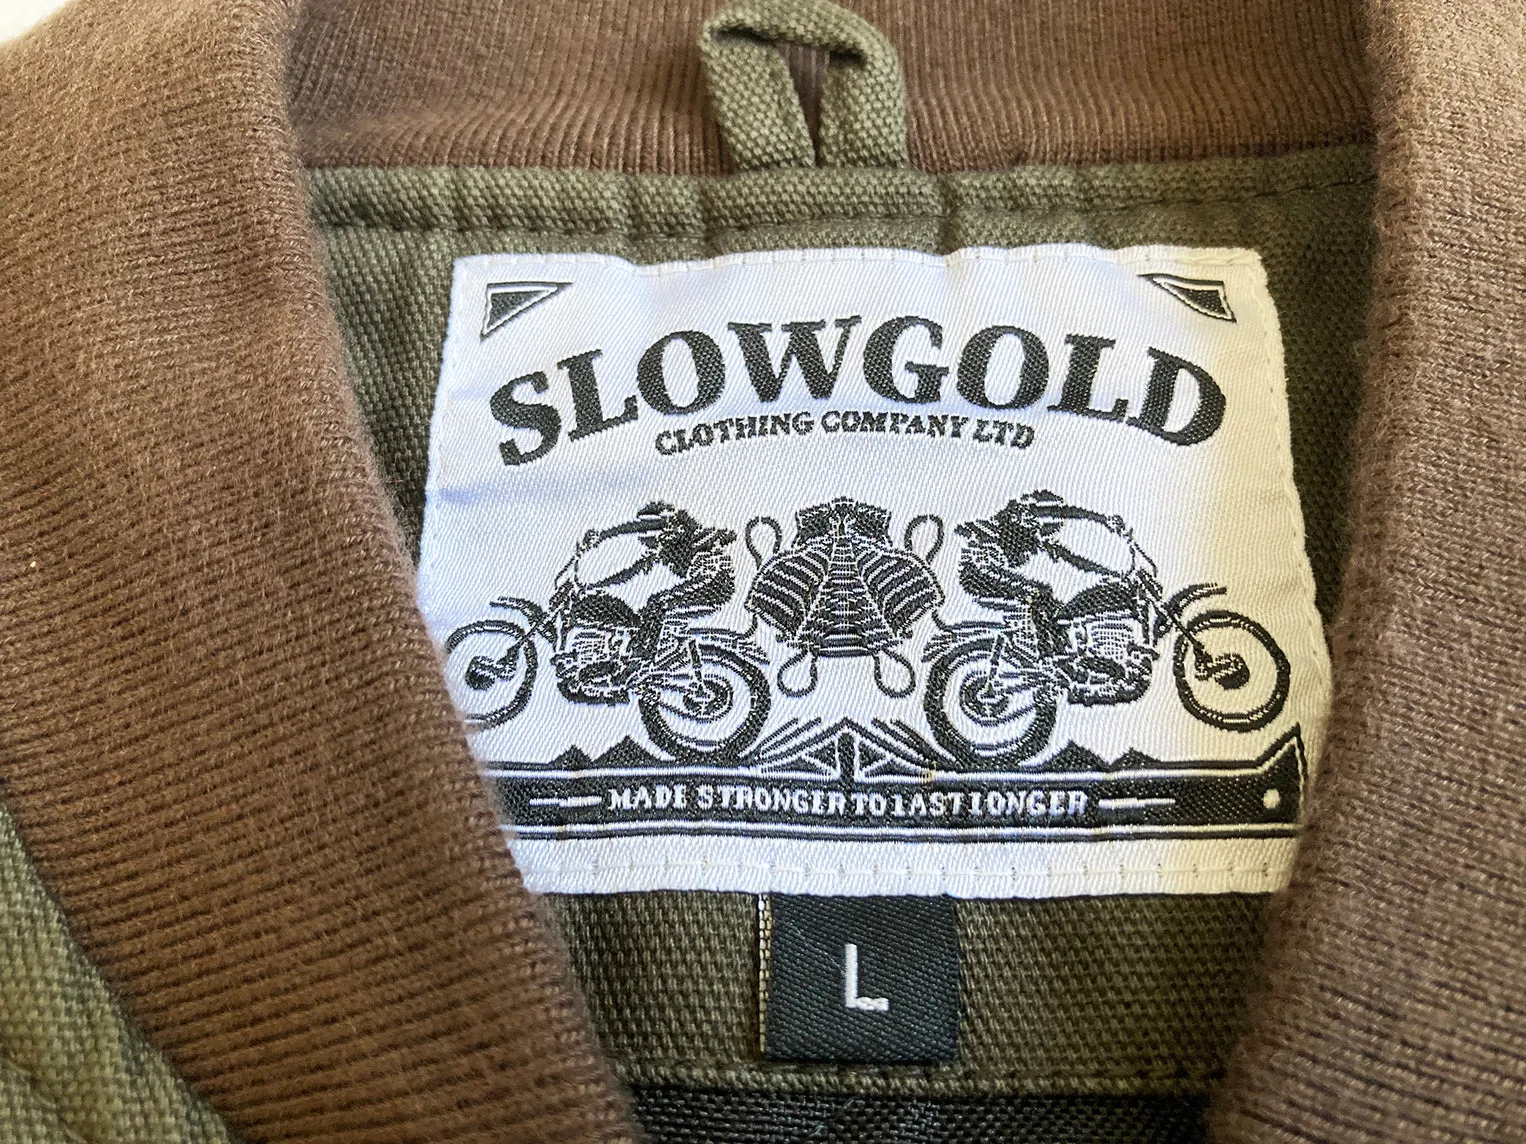 SLOWGOLD
CLOTHING COMPANY LTD
MADE STRONGER TO LAST LONGER
L